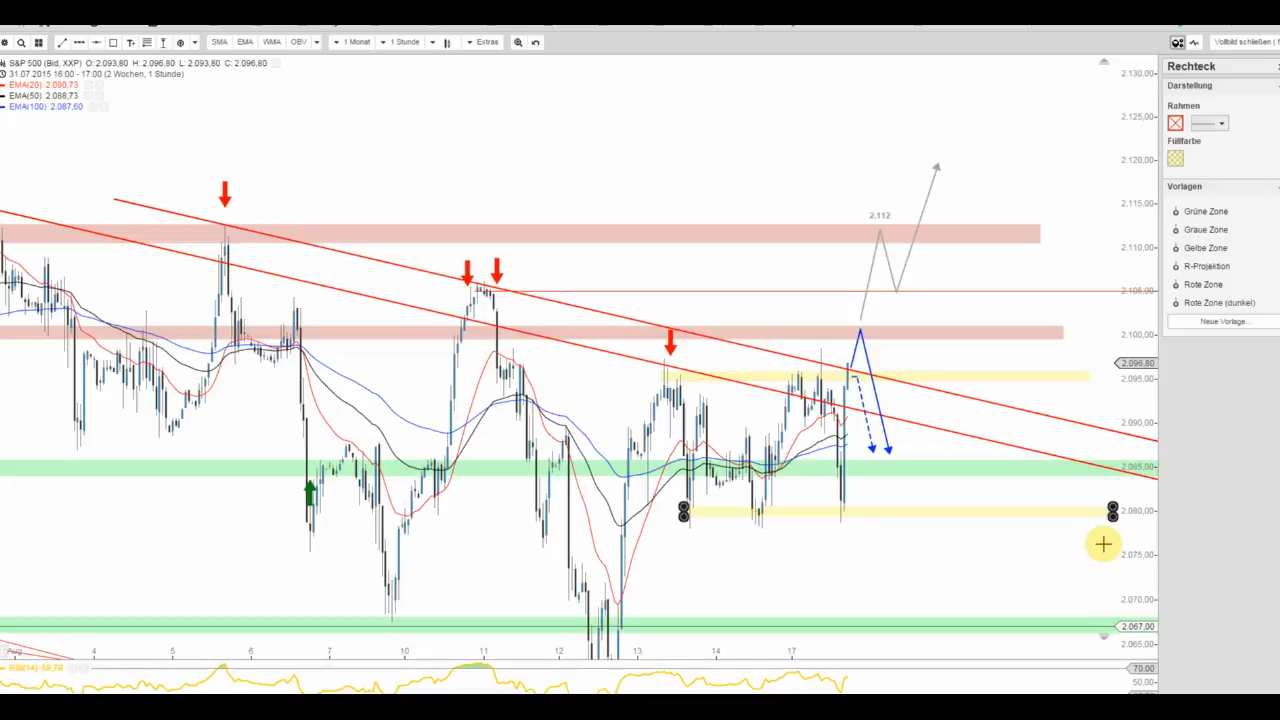 SMA EMA WMA OBV 1 Monat 1 Stunde Extras Vollbild schließen (
S&P 500 (Bid, XXP) O: 2.093,80 H: 2.096,80 L: 2.093,80 C: 2.096,80
31.07.2015 16:00 - 17:00 (2 Wochen, 1 Stunde)
EMA(20) 2.090,73
EMA(50) 2.088,73
EMA(100) 2.087,60
2.112
2.130,00
2.125,00
2.120,00
2.115,00
2.110,00
2.105,00
2.100,00
2.096,80
2.095,00
2.090,00
2.085,00
2.080,00
2.075,00
2.070,00
2.067,00
2.065,00
Aug 4 5 6 7 10 11 12 13 14 17
RSI(14) 58,70
70,00
50,00
Rechteck
Darstellung
Rahmen
Füllfarbe
Vorlagen
Grüne Zone
Graue Zone
Gelbe Zone
R-Projektion
Rote Zone
Rote Zone (dunkel)
Neue Vorlage...